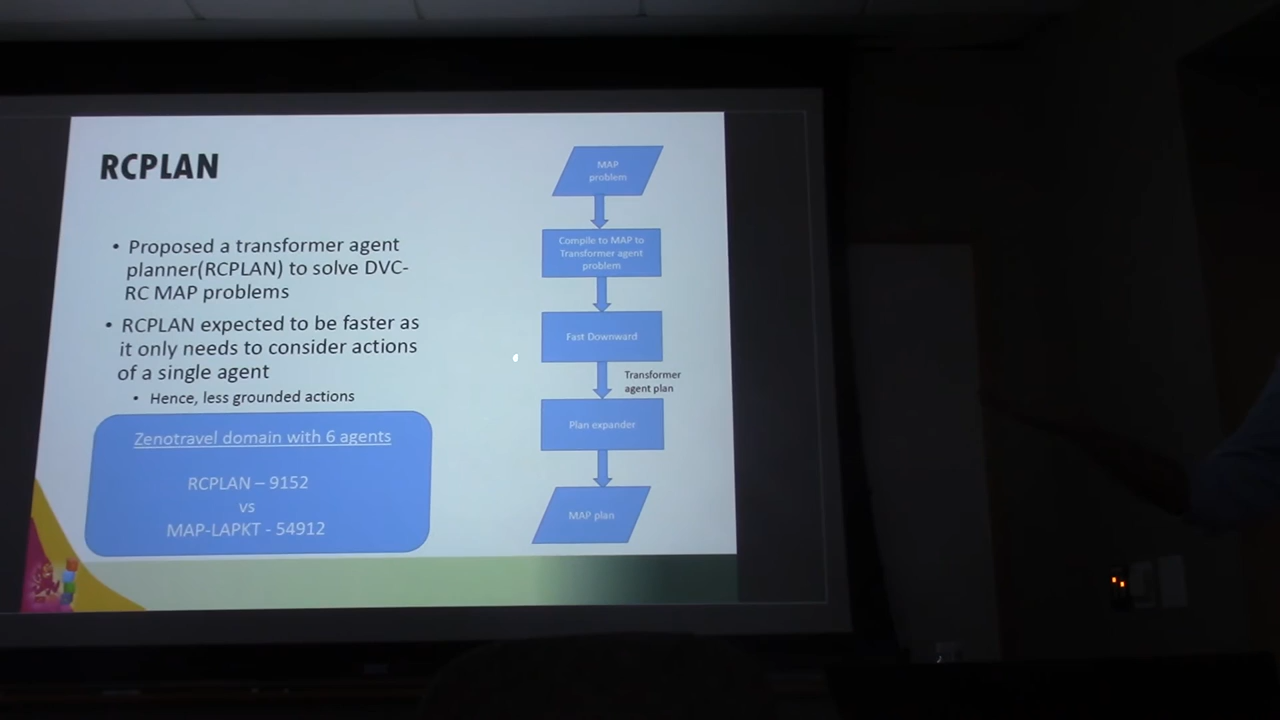 RCPLAN
• Proposed a transformer agent
planner(RCPLAN) to solve DVC-
RC MAP problems
• RCPLAN expected to be faster as
it only needs to consider actions
of a single agent
• Hence, less grounded actions
Zenotravel domain with 6 agents
RCPLAN – 9152
vs
MAP-LAPKT - 54912
MAP
problem
Compile to MAP to
Transformer agent
problem
Fast Downward
Transformer
agent plan
Plan expander
MAP plan